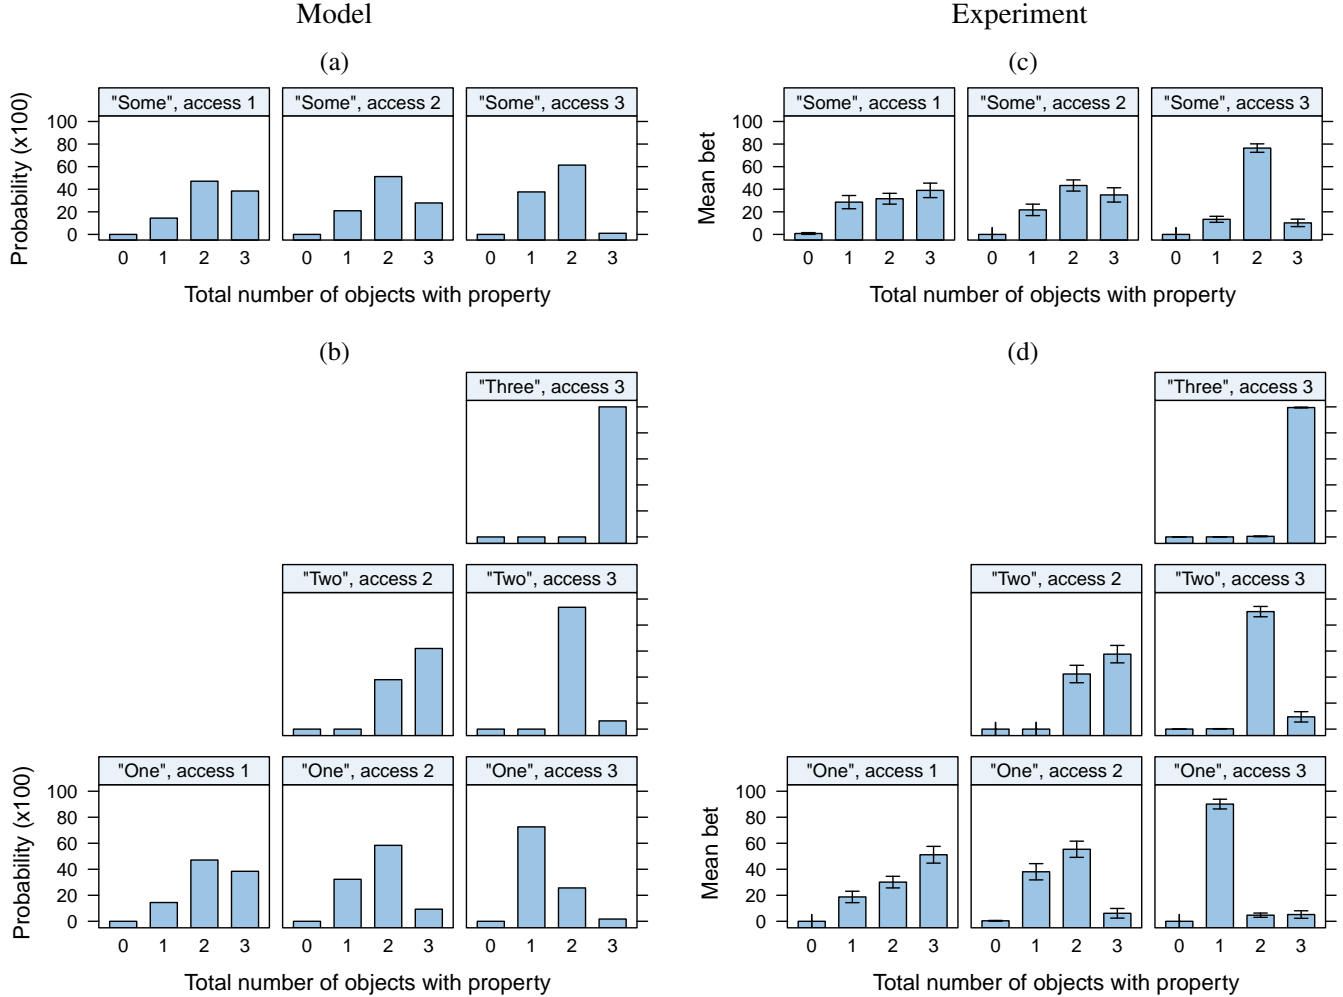 Model
Experiment
(a)
(c)
"Some", access 1
"Some", access 2
"Some", access 3
Probability (x100)
100
80
60
40
20
0
0 1 2 3
0 1 2 3
0 1 2 3
Total number of objects with property
"Some", access 1
"Some", access 2
"Some", access 3
Mean bet
100
80
60
40
20
0
0 1 2 3
0 1 2 3
0 1 2 3
Total number of objects with property
(b)
(d)
"Three", access 3
"Two", access 2
"Two", access 3
"One", access 1
"One", access 2
"One", access 3
Probability (x100)
100
80
60
40
20
0
0 1 2 3
0 1 2 3
0 1 2 3
Total number of objects with property
"Three", access 3
"Two", access 2
"Two", access 3
"One", access 1
"One", access 2
"One", access 3
Mean bet
100
80
60
40
20
0
0 1 2 3
0 1 2 3
0 1 2 3
Total number of objects with property